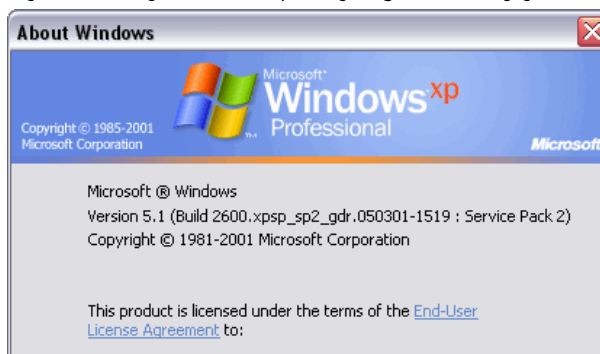 About Windows
Microsoft
Windows xp
Professional
Copyright © 1985-2001
Microsoft Corporation
Microsoft
Microsoft ® Windows
Version 5.1 (Build 2600.xpsp_sp2_gdr.050301-1519 : Service Pack 2)
Copyright © 1981-2001 Microsoft Corporation
This product is licensed under the terms of the End-User
License Agreement to: